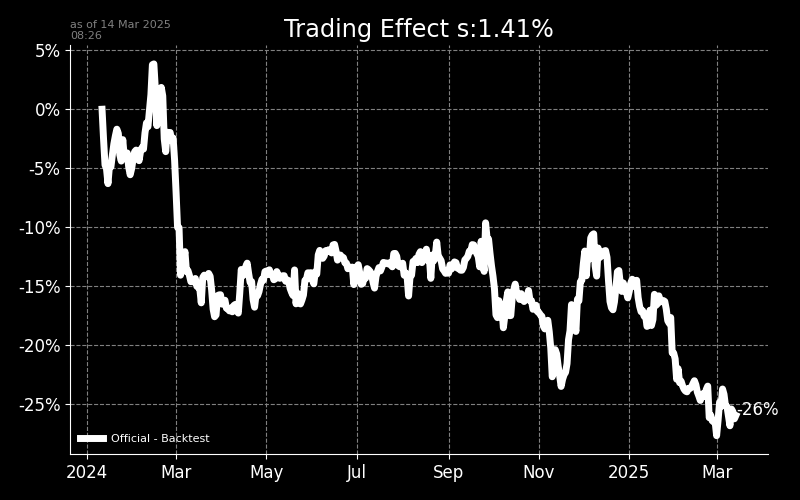 as of 14 Mar 2025
08:26
Trading Effect s:1.41%
5%
0%
-5%
-10%
-15%
-20%
-25%
-26%
Official - Backtest
2024 Mar May Jul Sep Nov 2025 Mar